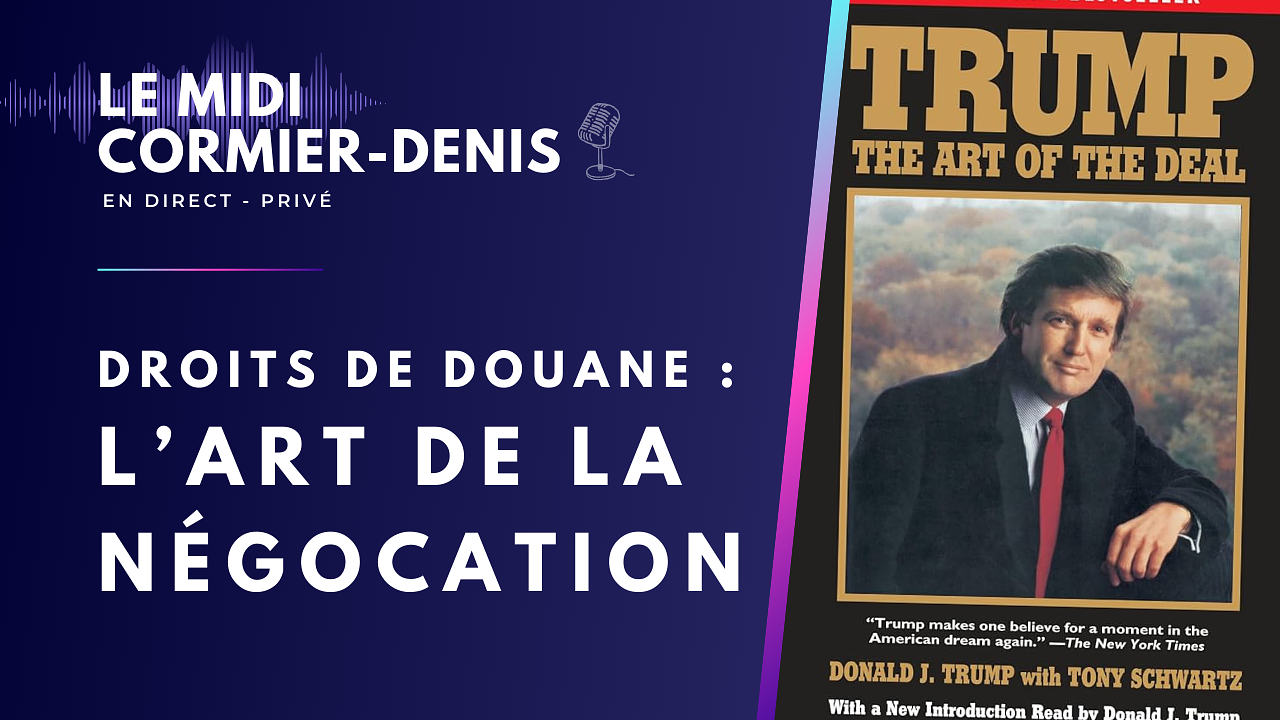 LE MIDI
CORMIER-DENIS
EN DIRECT - PRIVÉ
DROITS DE DOUANE :
L'ART DE LA
NÉGOCATION
TRUMP
THE ART OF THE DEAL
“Trump makes one believe for a moment in the
American dream again.” —The New York Times
DONALD J. TRUMP with TONY SCHWARTZ
With a New Introduction Read by Donald J. Trump